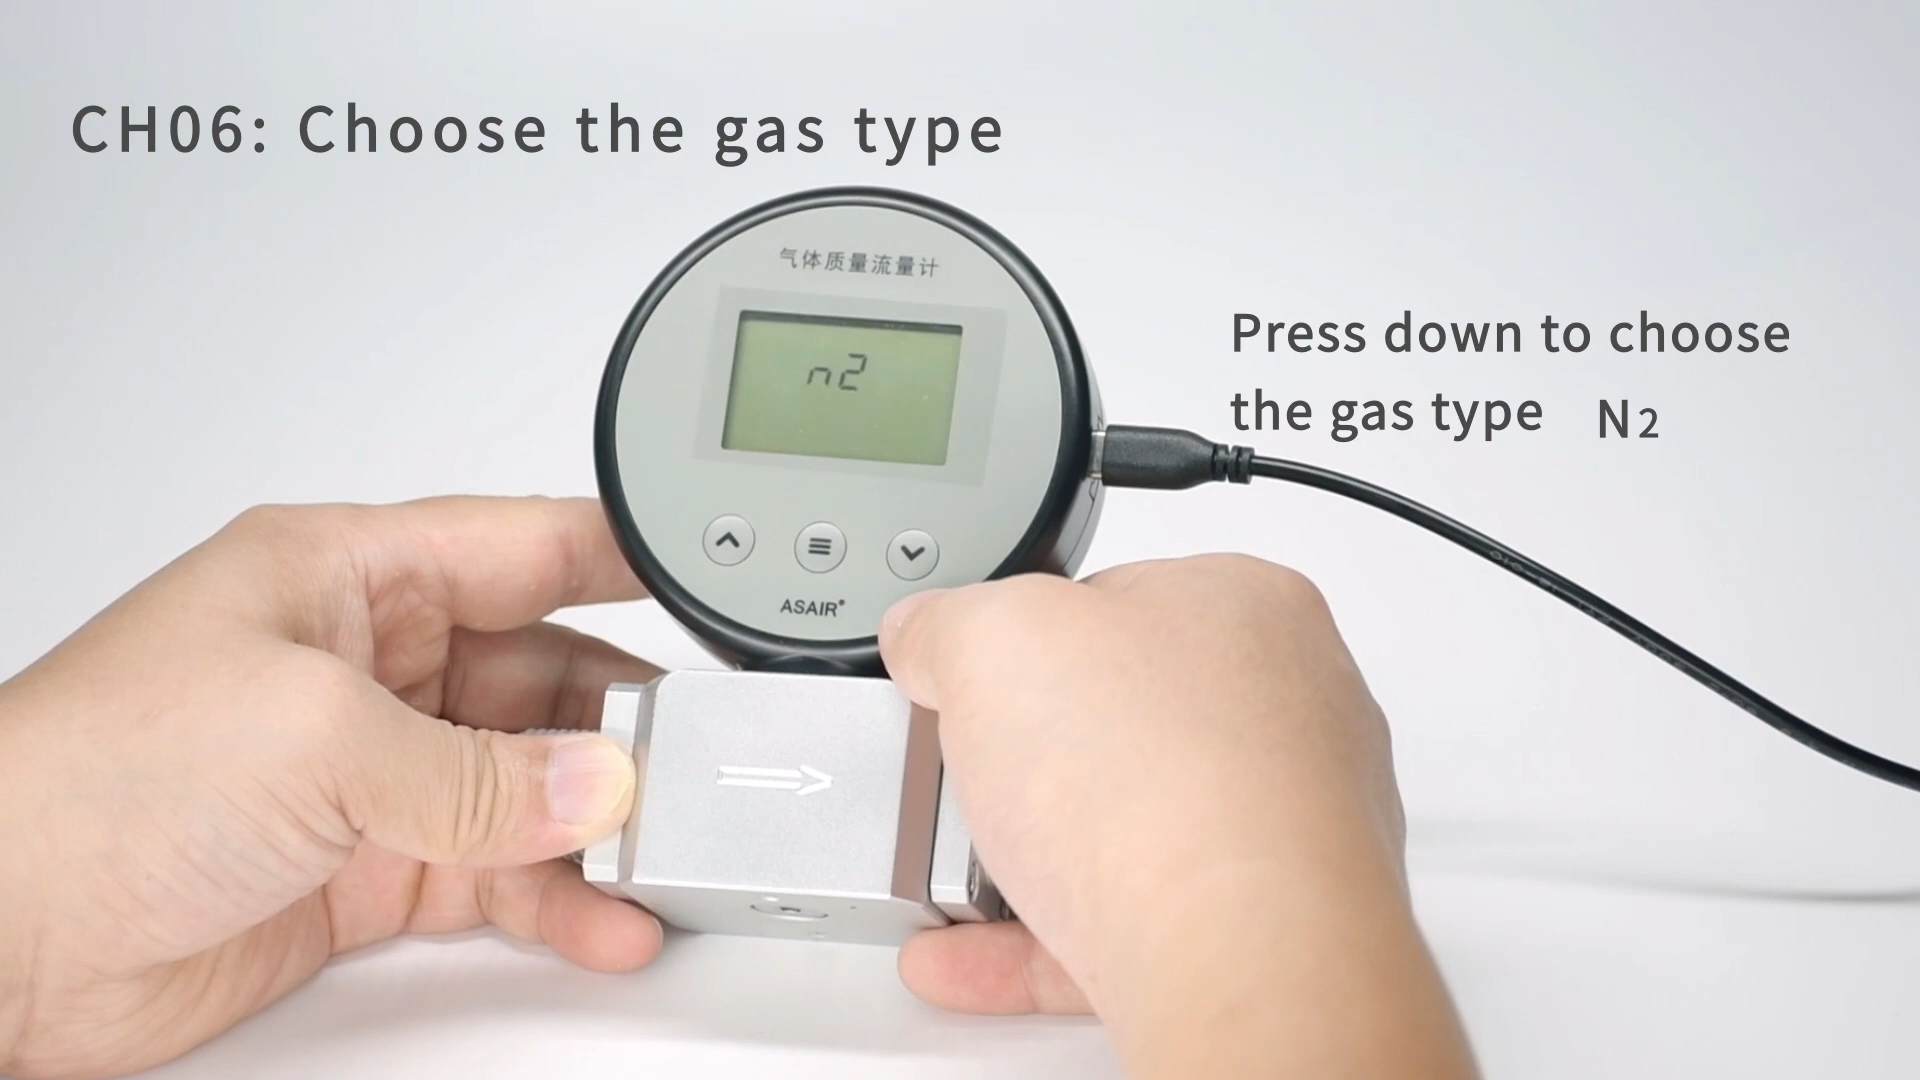 CH06: Choose the gas type
气体质量流量计
n2
Press down to choose
the gas type N2
ASAIR®